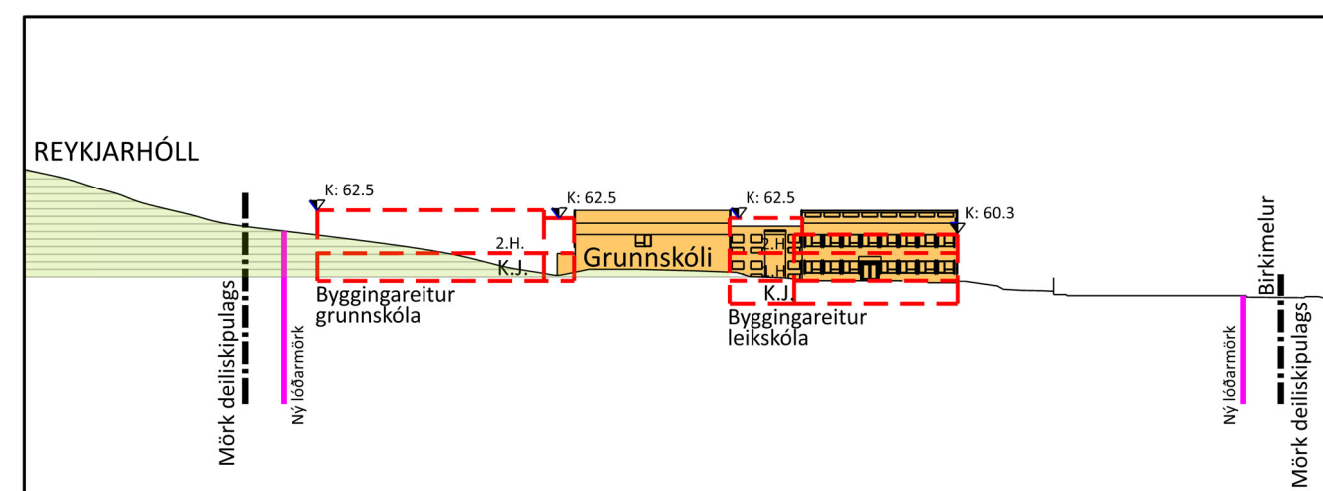 REYKJARHÓLL
K: 62.5
K: 62.5
K: 62.5
K: 60.3
2.H.
K.J.
Grunnskóli
2.H
1.H
K.J.
Byggingareitur
grunnskóla
Byggingareitur
leikskóla
Mörk deiliskipulags
Ný lóðarmörk
Ný lóðarmörk
Birkimelur
Mörk deiliskipulags